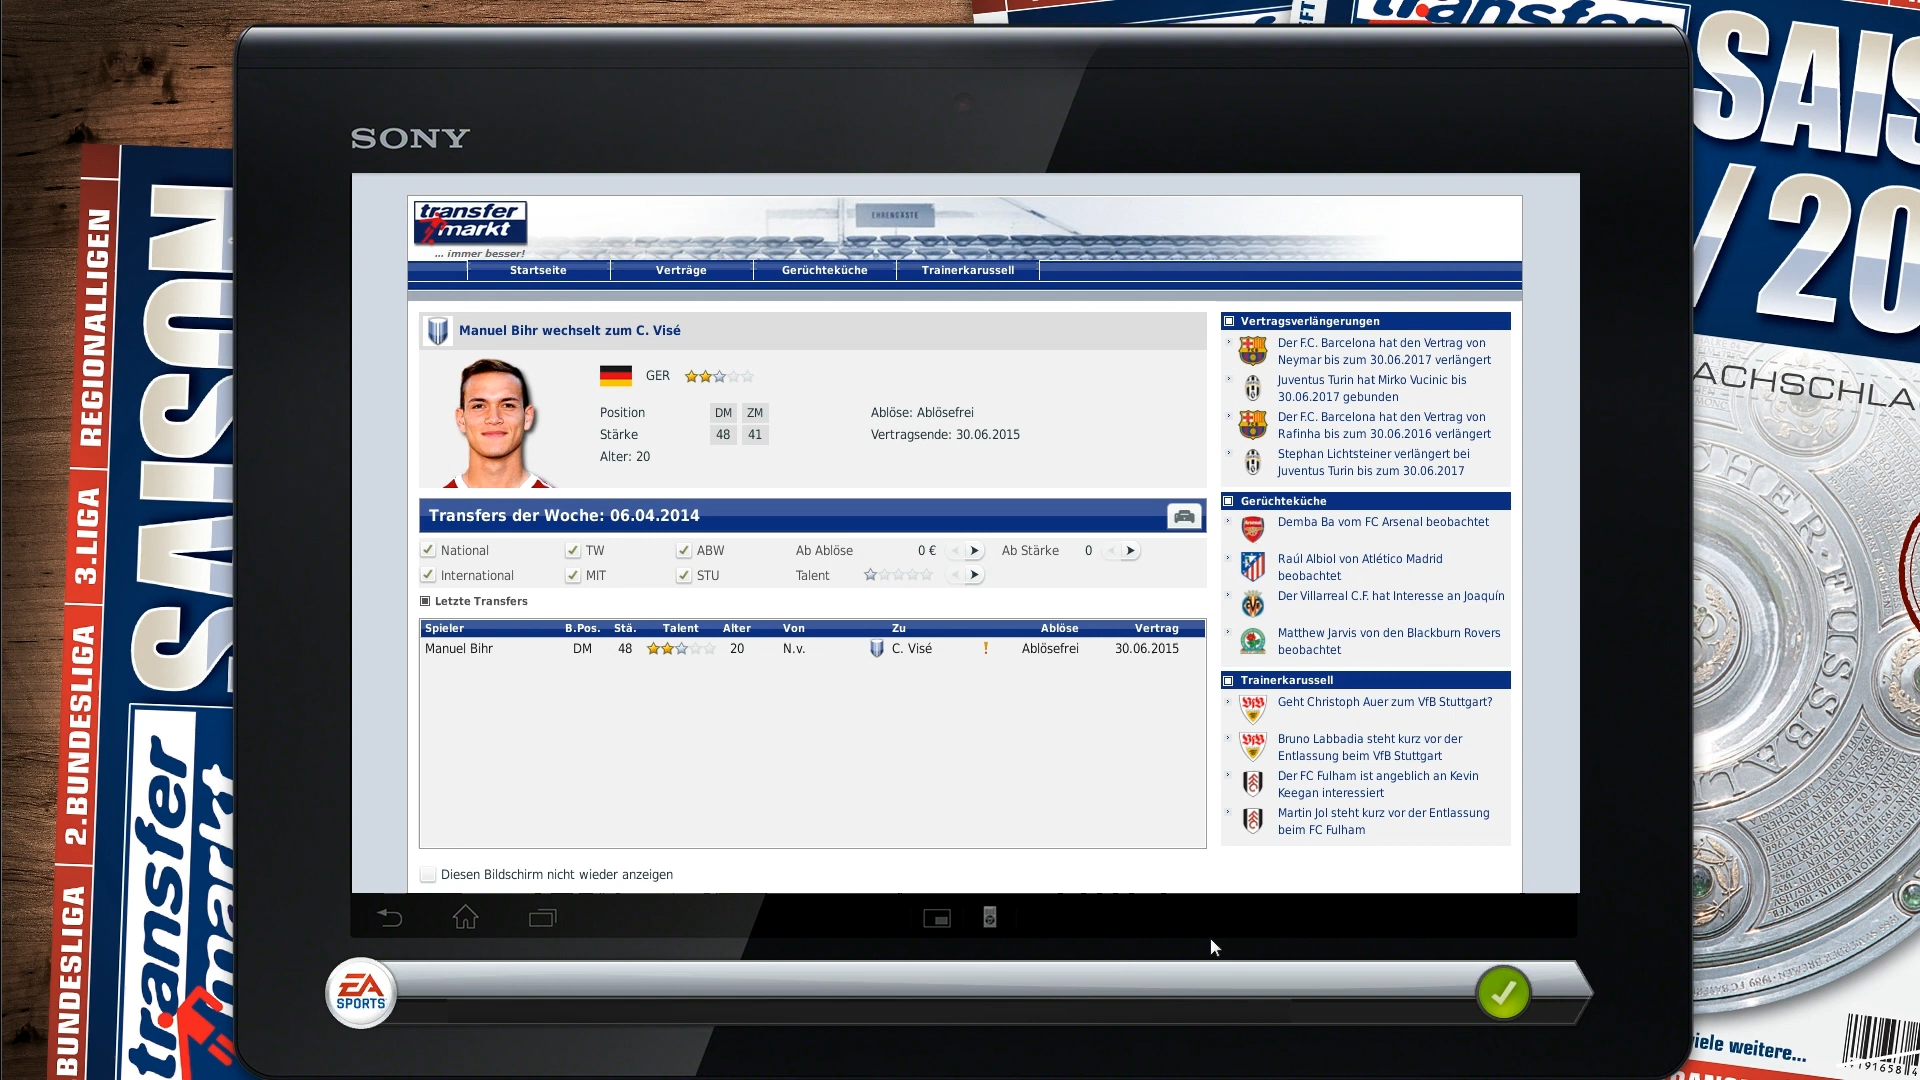 SONY
transfer
markt
... immer besser!
EHRENGÄSTE
Startseite
Verträge
Gerüchteküche
Trainerkarussell
Manuel Bihr wechselt zum C. Visé
GER
Position DM ZM
Stärke 48 41
Alter: 20
Ablöse: Ablösefrei
Vertragsende: 30.06.2015
Transfers der Woche: 06.04.2014
National TW ABW Ab Ablöse 0 € Ab Stärke 0
International MIT STU Talent
Letzte Transfers
Spieler B.Pos. Stä. Talent Alter Von Zu Ablöse Vertrag
Manuel Bihr DM 48 20 N.v. C. Visé ! Ablösefrei 30.06.2015
Diesen Bildschirm nicht wieder anzeigen
Vertragsverlängerungen
Der F.C. Barcelona hat den Vertrag von
Neymar bis zum 30.06.2017 verlängert
Juventus Turin hat Mirko Vucinic bis
30.06.2017 gebunden
Der F.C. Barcelona hat den Vertrag von
Rafinha bis zum 30.06.2016 verlängert
Stephan Lichtsteiner verlängert bei
Juventus Turin bis zum 30.06.2017
Gerüchteküche
Demba Ba vom FC Arsenal beobachtet
Raúl Albiol von Atlético Madrid
beobachtet
Der Villarreal C.F. hat Interesse an Joaquín
Matthew Jarvis von den Blackburn Rovers
beobachtet
Trainerkarussell
Geht Christoph Auer zum VfB Stuttgart?
Bruno Labbadia steht kurz vor der
Entlassung beim VfB Stuttgart
Der FC Fulham ist angeblich an Kevin
Keegan interessiert
Martin Jol steht kurz vor der Entlassung
beim FC Fulham
EA
SPORTS
REGIONALLIGEN
3.LIGA
2.BUNDESLIGA
BUNDESLIGA
SAISON
transfer
markt
transfer
SAIS
/20
ACHSCHLA
iele weitere...